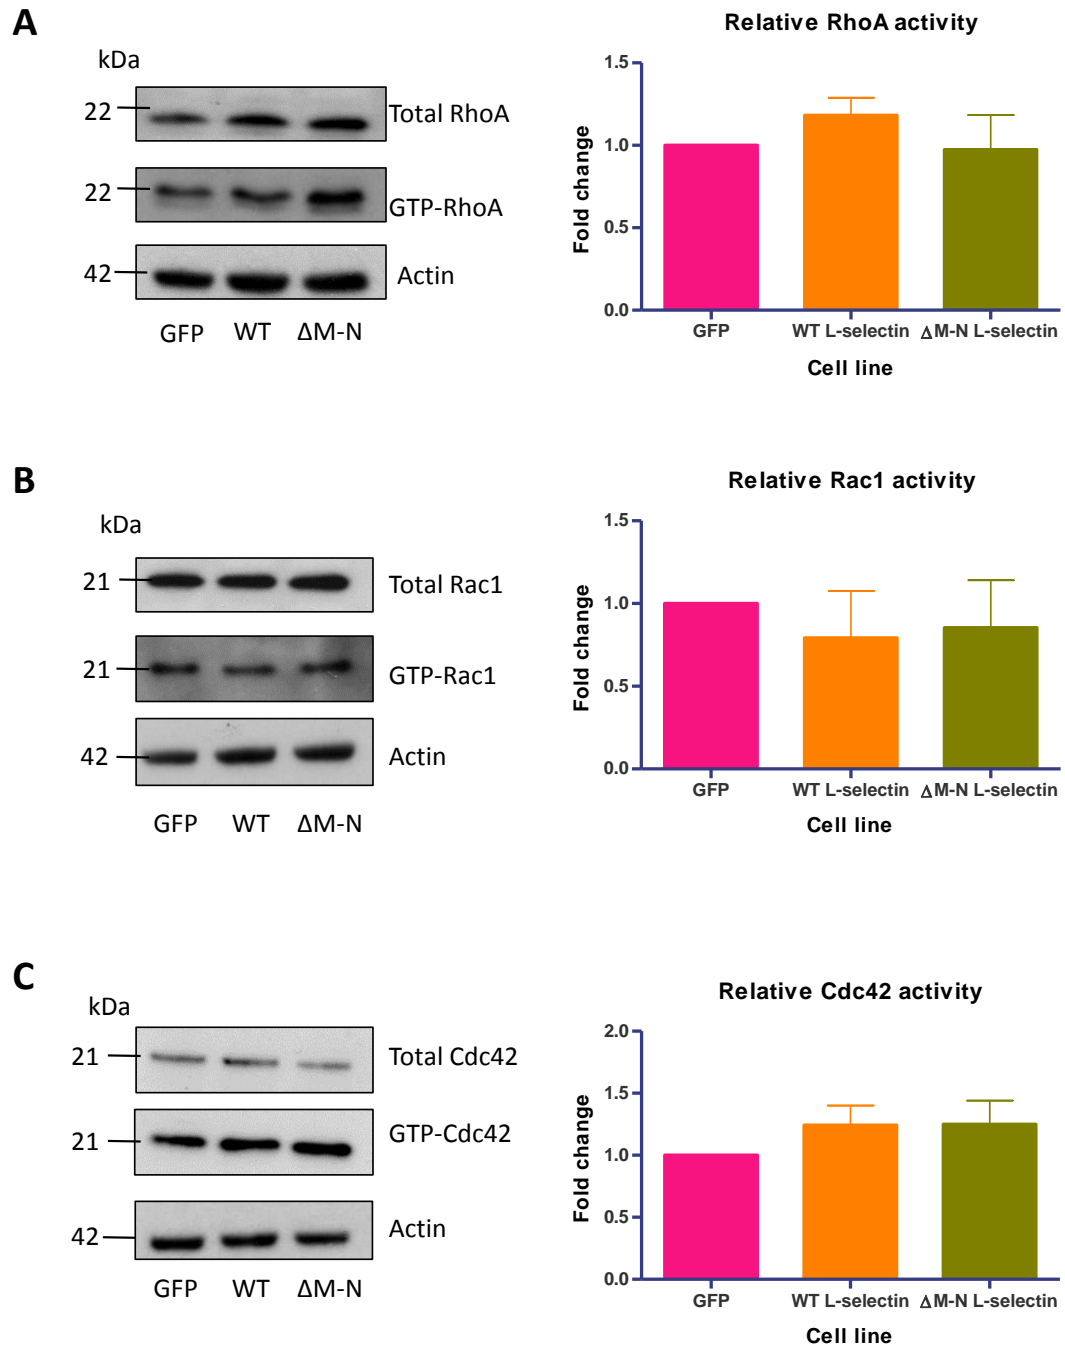 A
kDa
22
Total RhoA
22
GTP-RhoA
42
Actin
GFP WT ΔM-N
Relative RhoA activity
Fold change
1.5
1.0
0.5
0.0
GFP WT L-selectin ΔM-N L-selectin
Cell line
B
kDa
21
Total Rac1
21
GTP-Rac1
42
Actin
GFP WT ΔM-N
Relative Rac1 activity
Fold change
1.5
1.0
0.5
0.0
GFP WT L-selectin ΔM-N L-selectin
Cell line
C
kDa
21
Total Cdc42
21
GTP-Cdc42
42
Actin
GFP WT ΔM-N
Relative Cdc42 activity
Fold change
2.0
1.5
1.0
0.5
0.0
GFP WT L-selectin ΔM-N L-selectin
Cell line